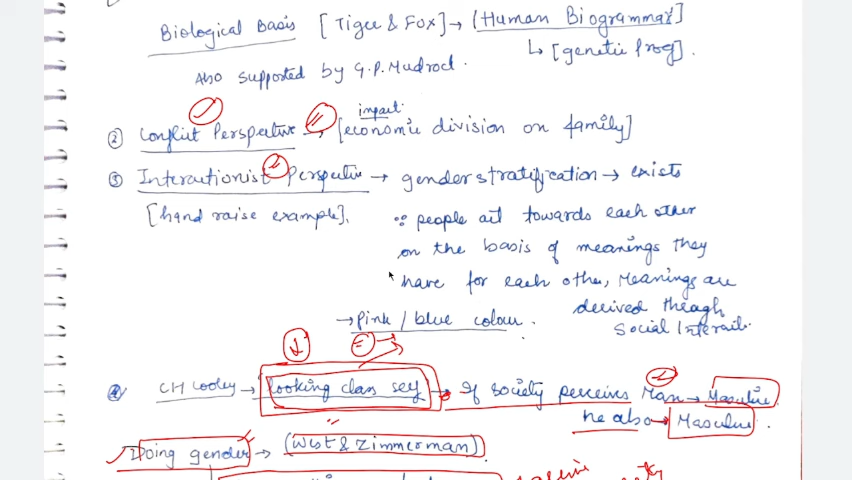 Biological Basis [Tiger & Fox] → [Human Biogrammar]
↳ [genetic Prog].
Also supported by G.P. Mudrock.
② Conflict Perspective → [economic impact division on family]
③ Interactionist Perspective → gender stratification → exists
[hand raise example]. ∵ people act towards each other
on the basis of meanings they
have for each other, Meanings are
derived through
→ Pink / blue colour. Social Interaib.
④ CH Cooley → looking class self → If society perceives Man → Masculine
he also → Masculine.
Doing gender → (West & Zimmerman)